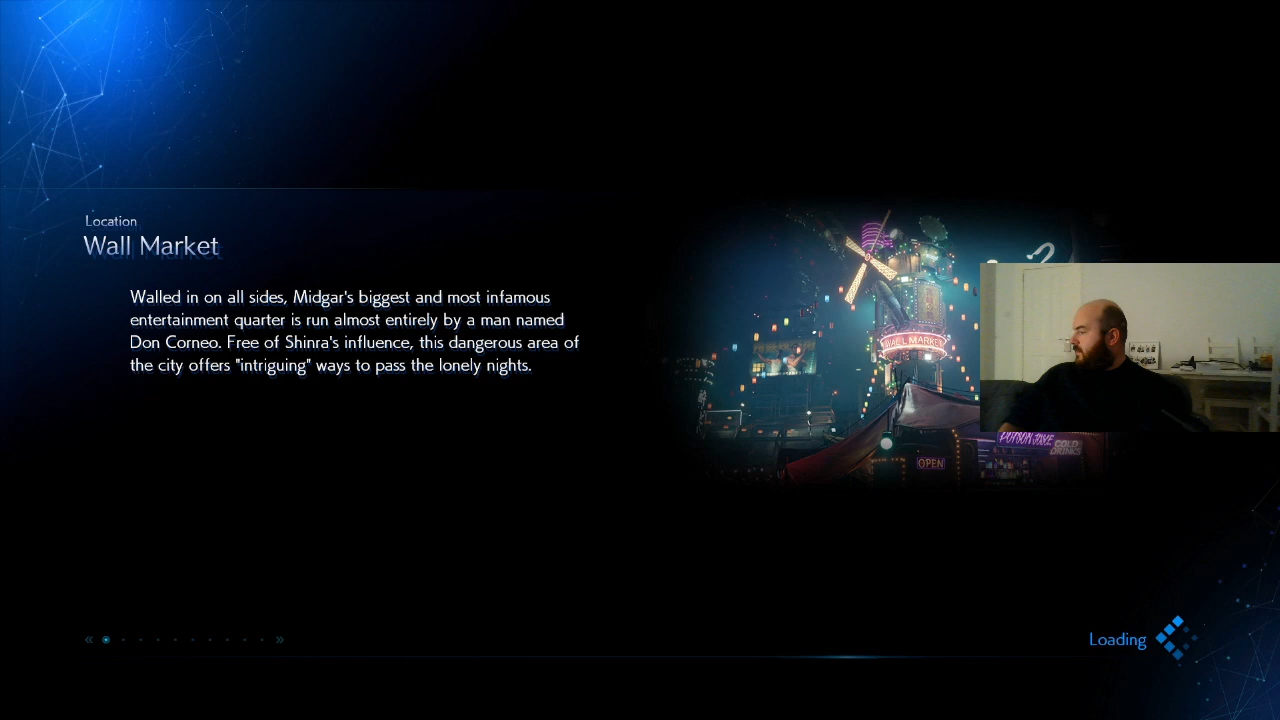 Location
Wall Market
Walled in on all sides, Midgar's biggest and most infamous
entertainment quarter is run almost entirely by a man named
Don Corneo. Free of Shinra's influence, this dangerous area of
the city offers "intriguing" ways to pass the lonely nights.
WALL MARKET
OPEN
COLD
DRINKS
Loading